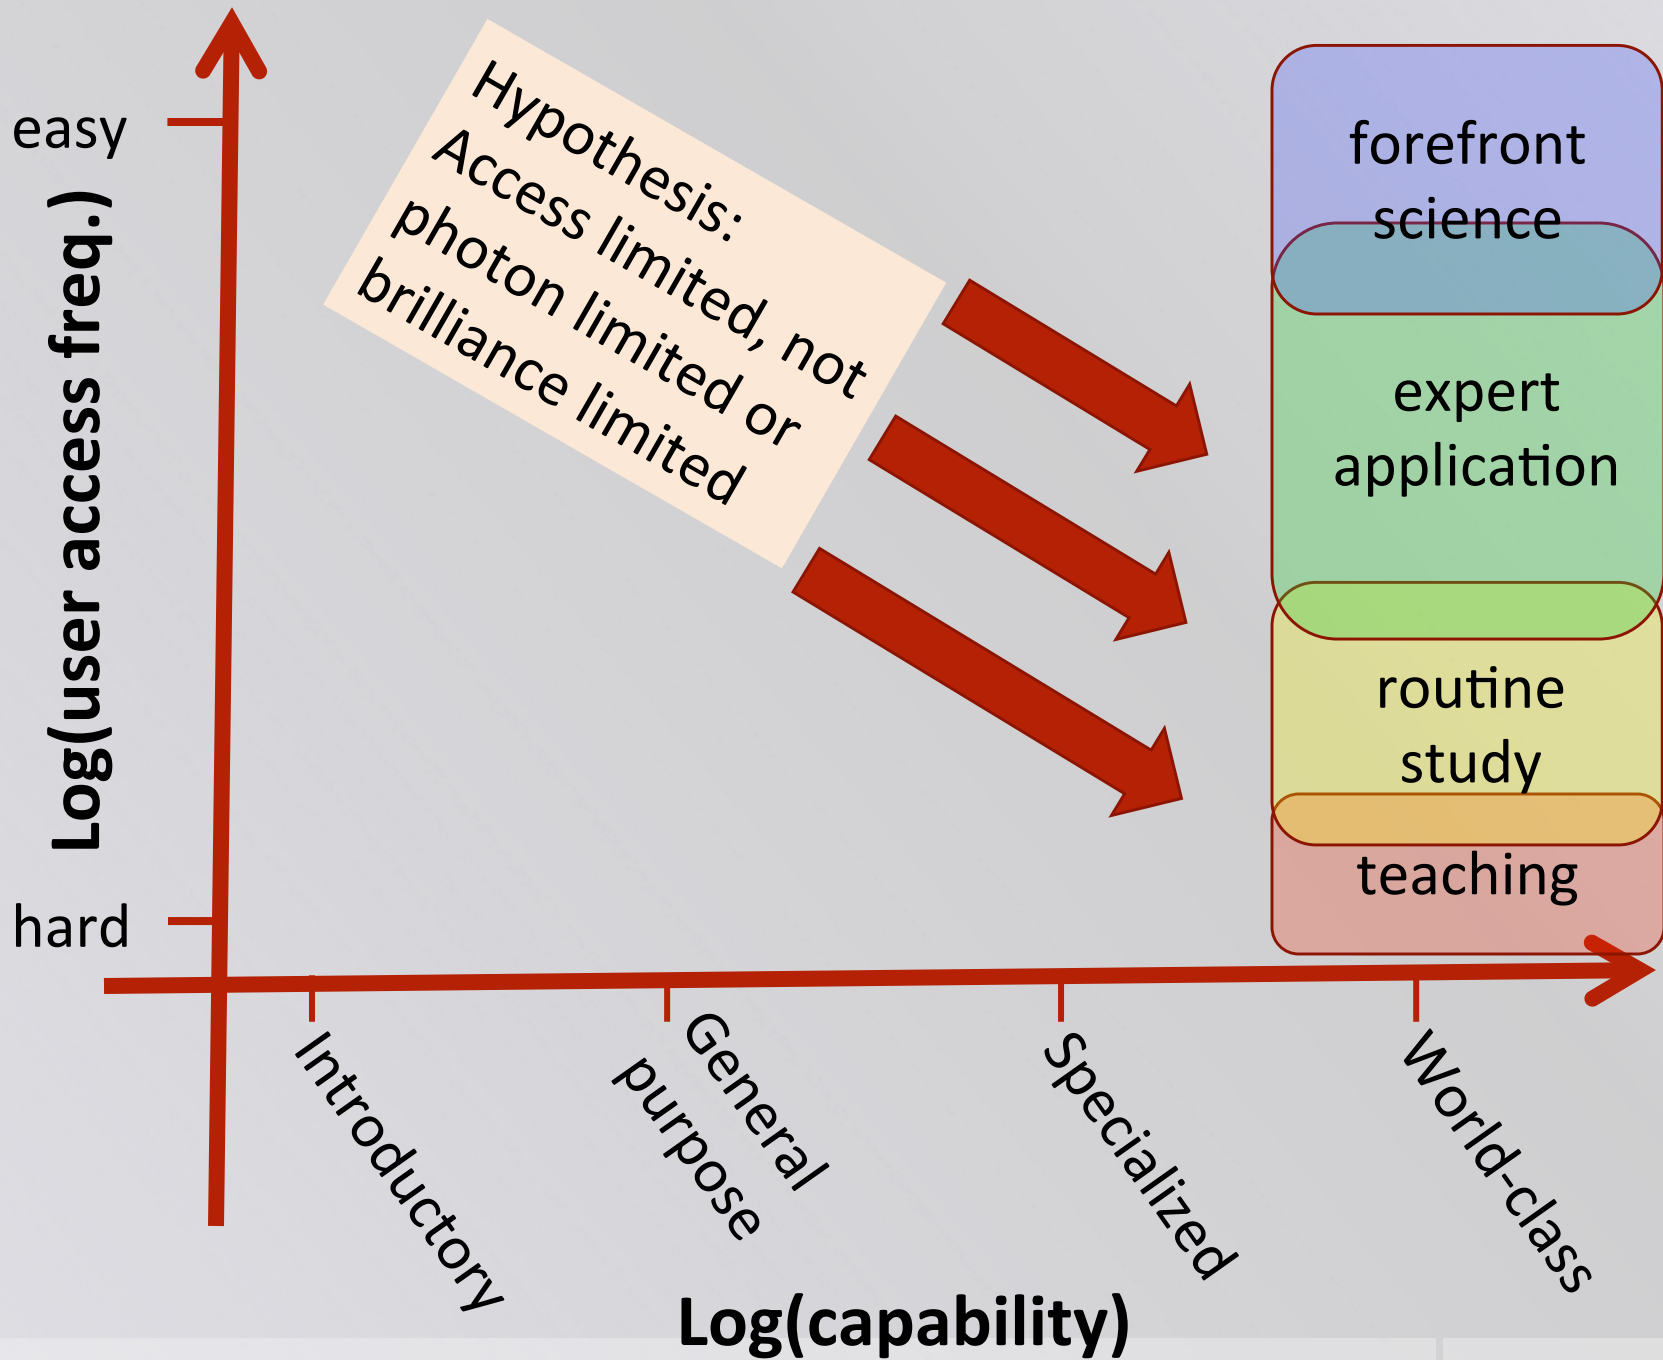 easy
Log(user access freq.)
hard
Hypothesis:
Access limited, not
photon limited or
brilliance limited
forefront
science
expert
application
routine
study
teaching
Introductory
General
purpose
Specialized
World-class
Log(capability)